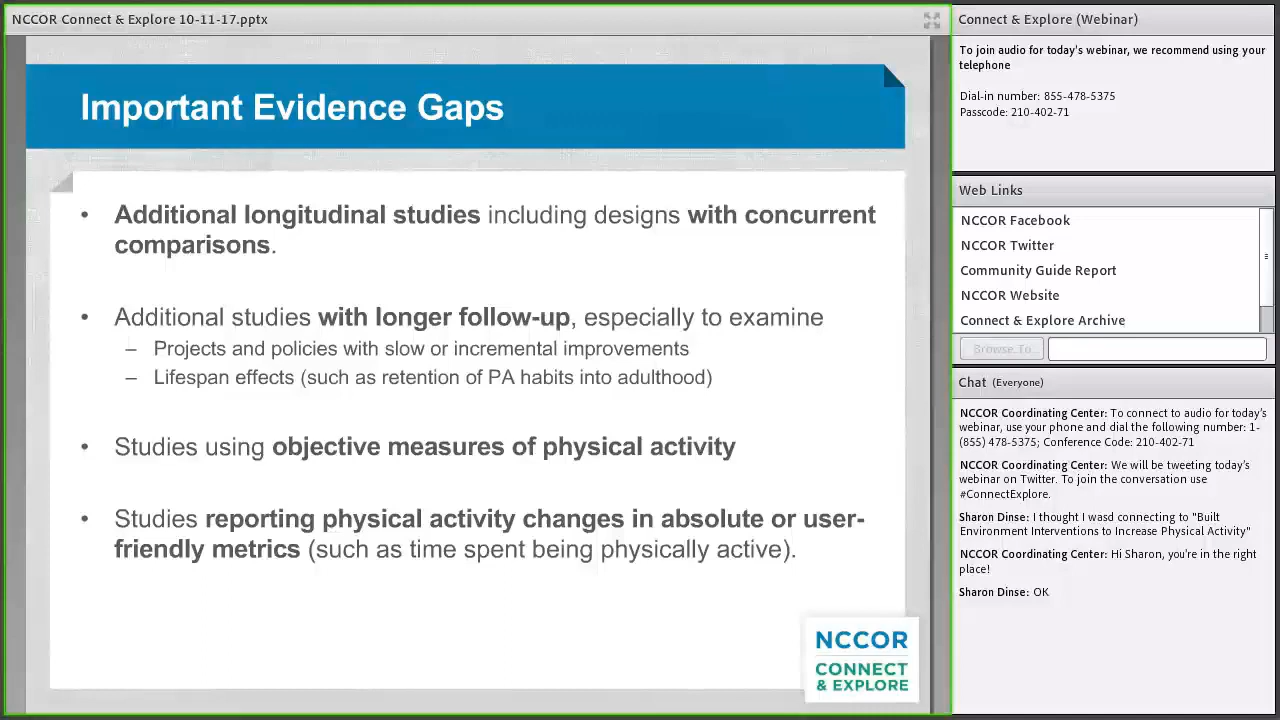 NCCOR Connect & Explore 10-11-17.pptx
Important Evidence Gaps
• Additional longitudinal studies including designs with concurrent
comparisons.
• Additional studies with longer follow-up, especially to examine
– Projects and policies with slow or incremental improvements
– Lifespan effects (such as retention of PA habits into adulthood)
• Studies using objective measures of physical activity
• Studies reporting physical activity changes in absolute or user-
friendly metrics (such as time spent being physically active).
NCCOR
CONNECT
& EXPLORE
Connect & Explore (Webinar)
To join audio for today's webinar, we recommend using your
telephone
Dial-in number: 855-478-5375
Passcode: 210-402-71
Web Links
NCCOR Facebook
NCCOR Twitter
Community Guide Report
NCCOR Website
Connect & Explore Archive
Browse To...
Chat (Everyone)
NCCOR Coordinating Center: To connect to audio for today's
webinar, use your phone and dial the following number: 1-
(855) 478-5375; Conference Code: 210-402-71
NCCOR Coordinating Center: We will be tweeting today's
webinar on Twitter. To join the conversation use
#ConnectExplore.
Sharon Dinse: I thought I wasd connecting to "Built
Environment Interventions to Increase Physical Activity"
NCCOR Coordinating Center: Hi Sharon, you're in the right
place!
Sharon Dinse: OK